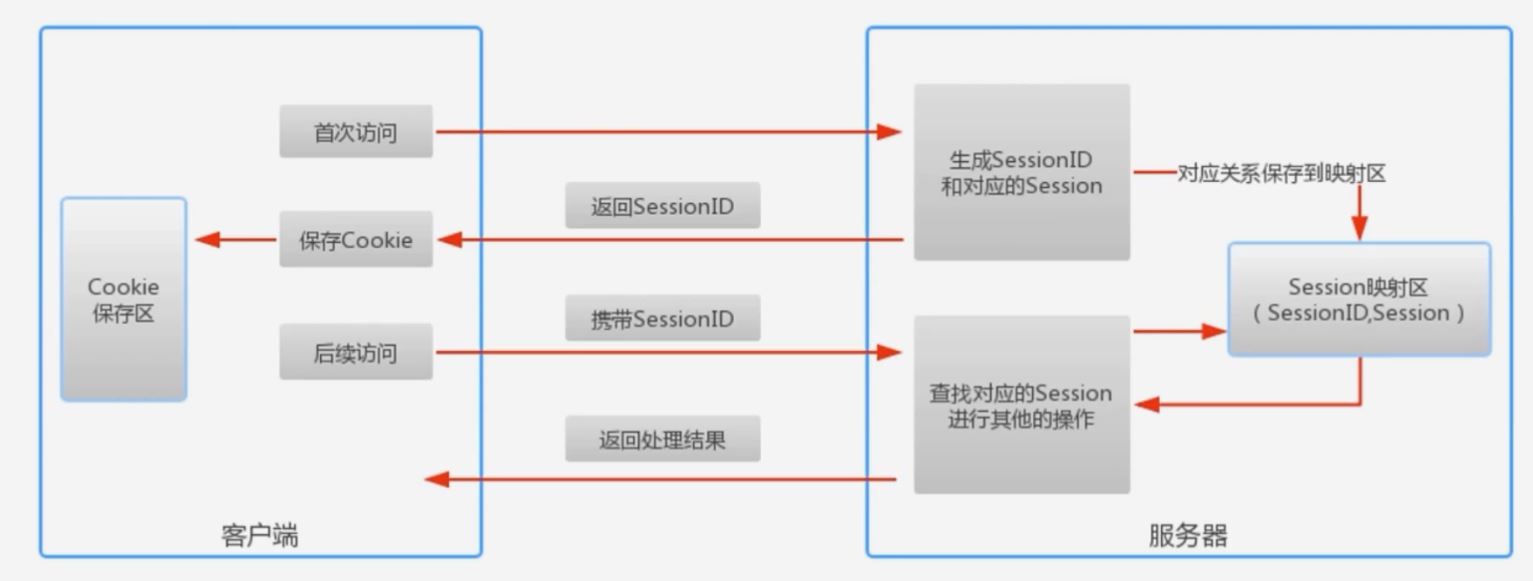 首次访问
生成SessionID
和对应的Session
对应关系保存到映射区
返回SessionID
保存Cookie
Cookie
保存区
Session映射区
（SessionID,Session）
携带SessionID
后续访问
查找对应的Session
进行其他的操作
返回处理结果
客户端
服务器